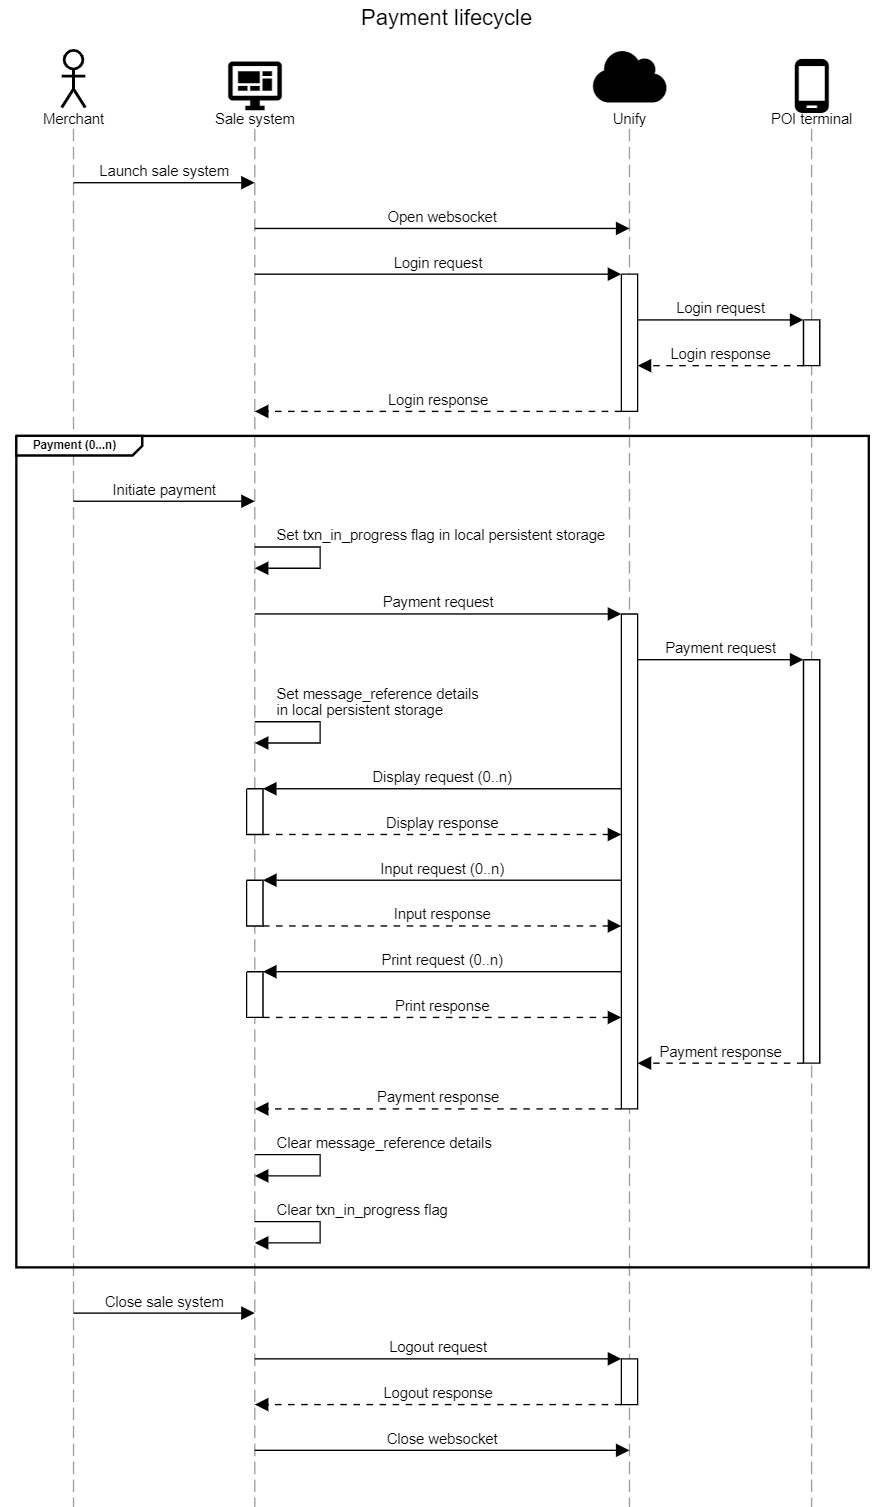 Payment lifecycle
Merchant
Sale system
Unify
POI terminal
Launch sale system
Open websocket
Login request
Login request
Login response
Login response
Payment (0...n)
Initiate payment
Set txn_in_progress flag in local persistent storage
Payment request
Payment request
Set message_reference details
in local persistent storage
Display request (0..n)
Display response
Input request (0..n)
Input response
Print request (0..n)
Print response
Payment response
Payment response
Clear message_reference details
Clear txn_in_progress flag
Close sale system
Logout request
Logout response
Close websocket